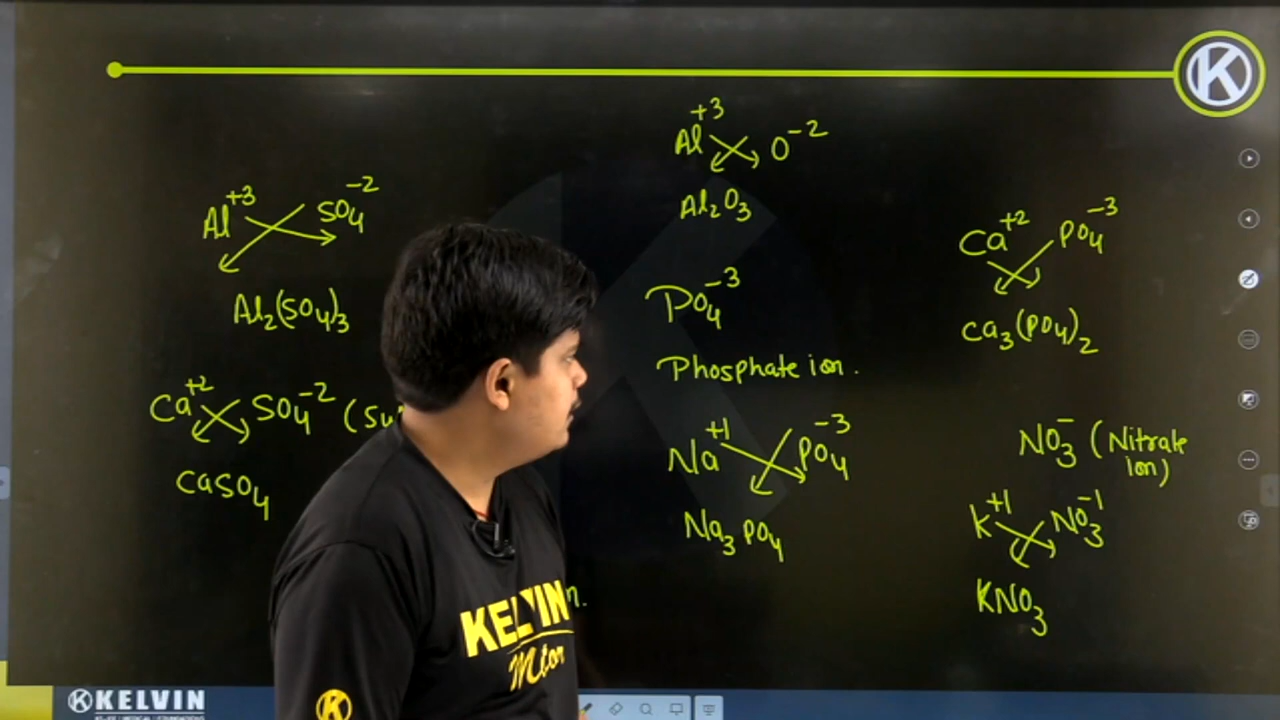 Al+3 SO4-2
Al2(SO4)3
Ca+2 SO4-2 (Su
CaSO4
Al+3 O-2
Al2O3
PO4-3
Phosphate ion.
Na+1 PO4-3
Na3PO4
Ca+2 PO4-3
Ca3(PO4)2
NO3- (Nitrate
ion)
K+1 NO3-1
KNO3
n.
KELVIN
Mtor
K
K
KELVIN